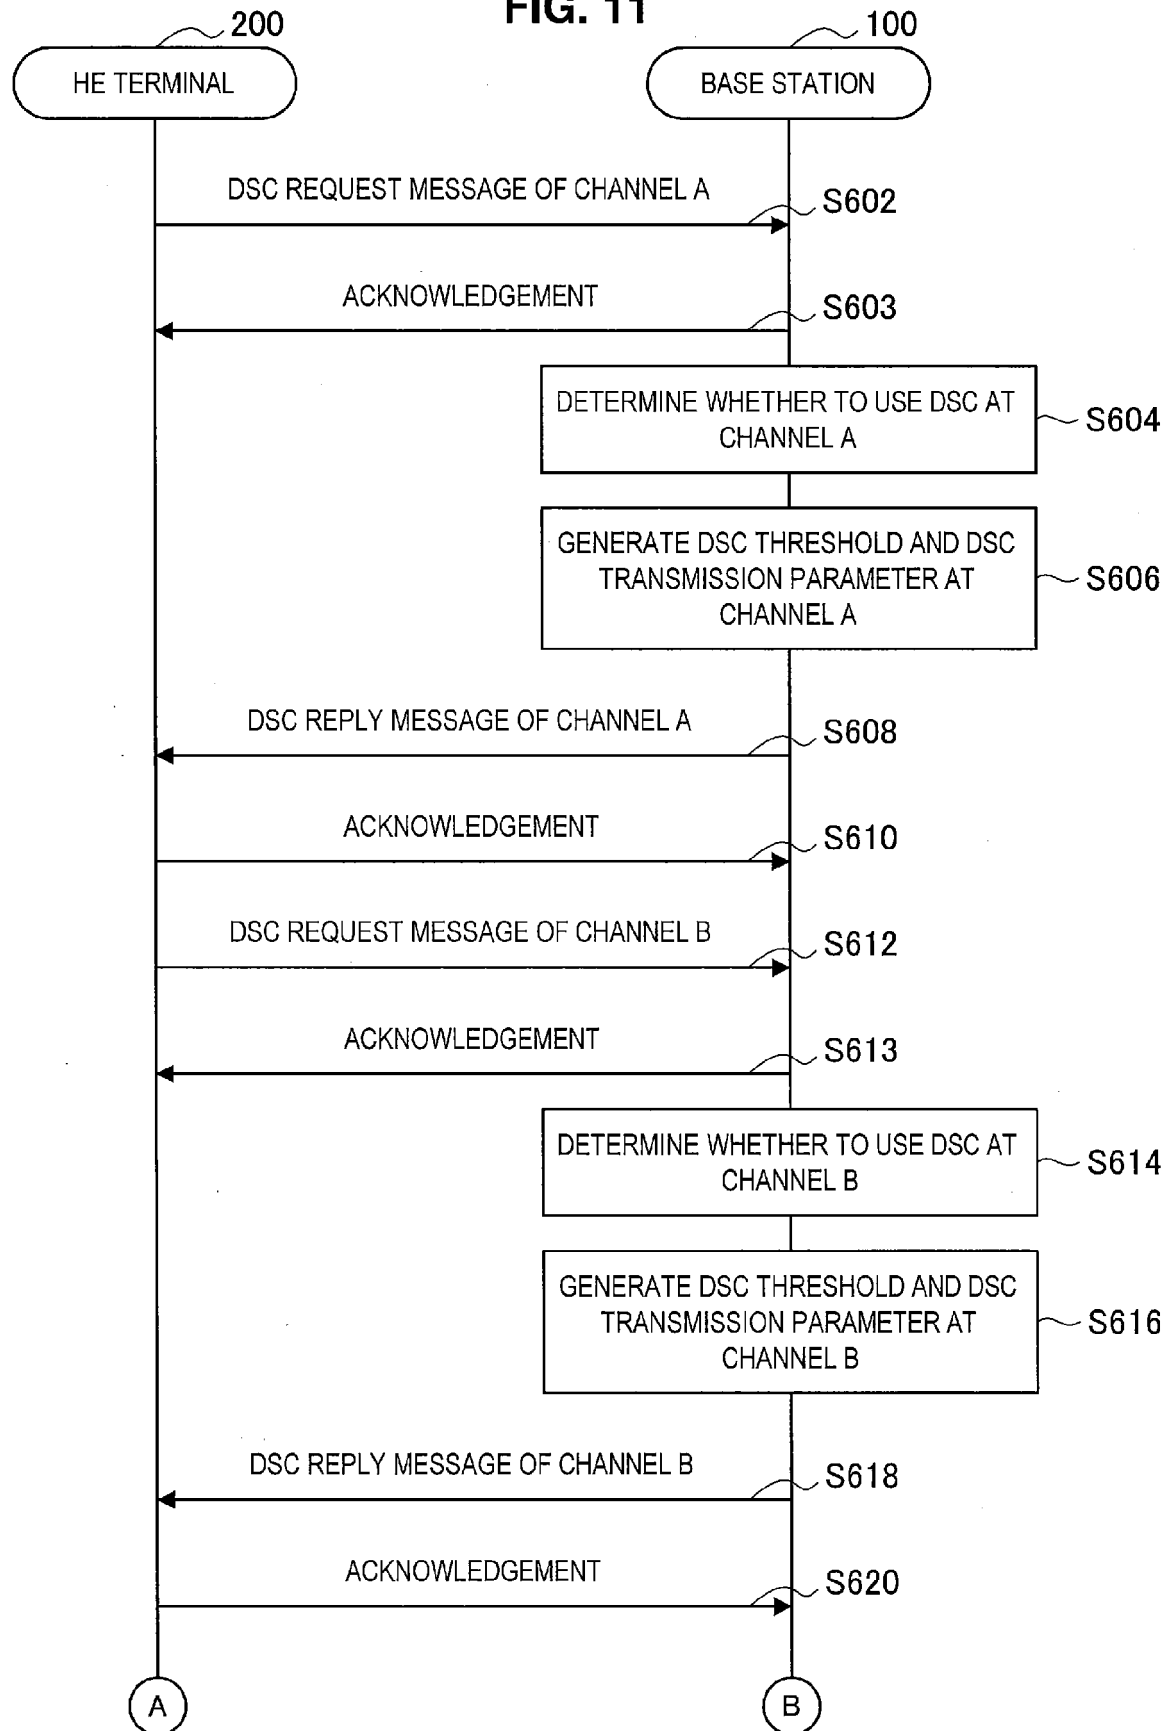 FIG. 11
200
100
HE TERMINAL
BASE STATION
DSC REQUEST MESSAGE OF CHANNEL A
S602
ACKNOWLEDGEMENT
S603
DETERMINE WHETHER TO USE DSC AT
CHANNEL A
S604
GENERATE DSC THRESHOLD AND DSC
TRANSMISSION PARAMETER AT
CHANNEL A
S606
DSC REPLY MESSAGE OF CHANNEL A
S608
ACKNOWLEDGEMENT
S610
DSC REQUEST MESSAGE OF CHANNEL B
S612
ACKNOWLEDGEMENT
S613
DETERMINE WHETHER TO USE DSC AT
CHANNEL B
S614
GENERATE DSC THRESHOLD AND DSC
TRANSMISSION PARAMETER AT
CHANNEL B
S616
DSC REPLY MESSAGE OF CHANNEL B
S618
ACKNOWLEDGEMENT
S620
A
B